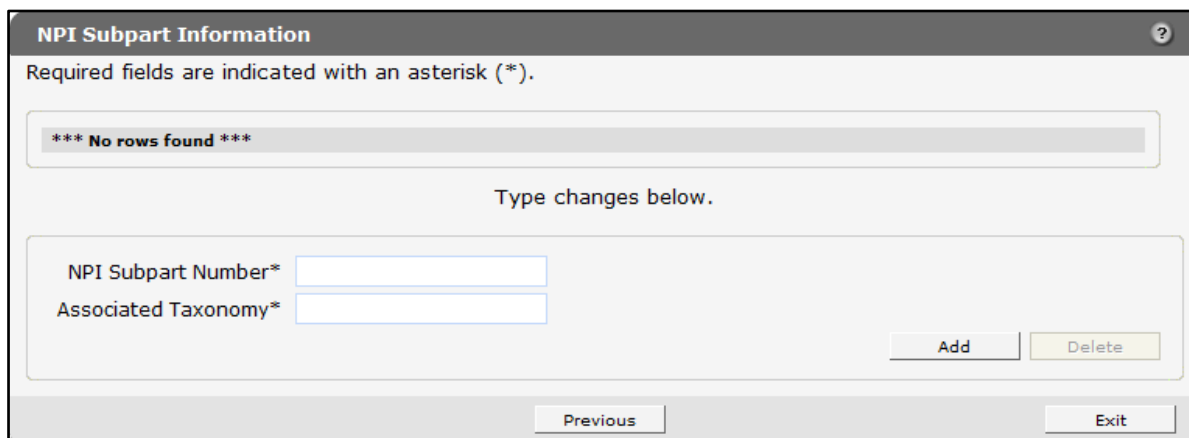 NPI Subpart Information ?
Required fields are indicated with an asterisk (*).
*** No rows found ***
Type changes below.
NPI Subpart Number*
Associated Taxonomy*
Add Delete
Previous Exit